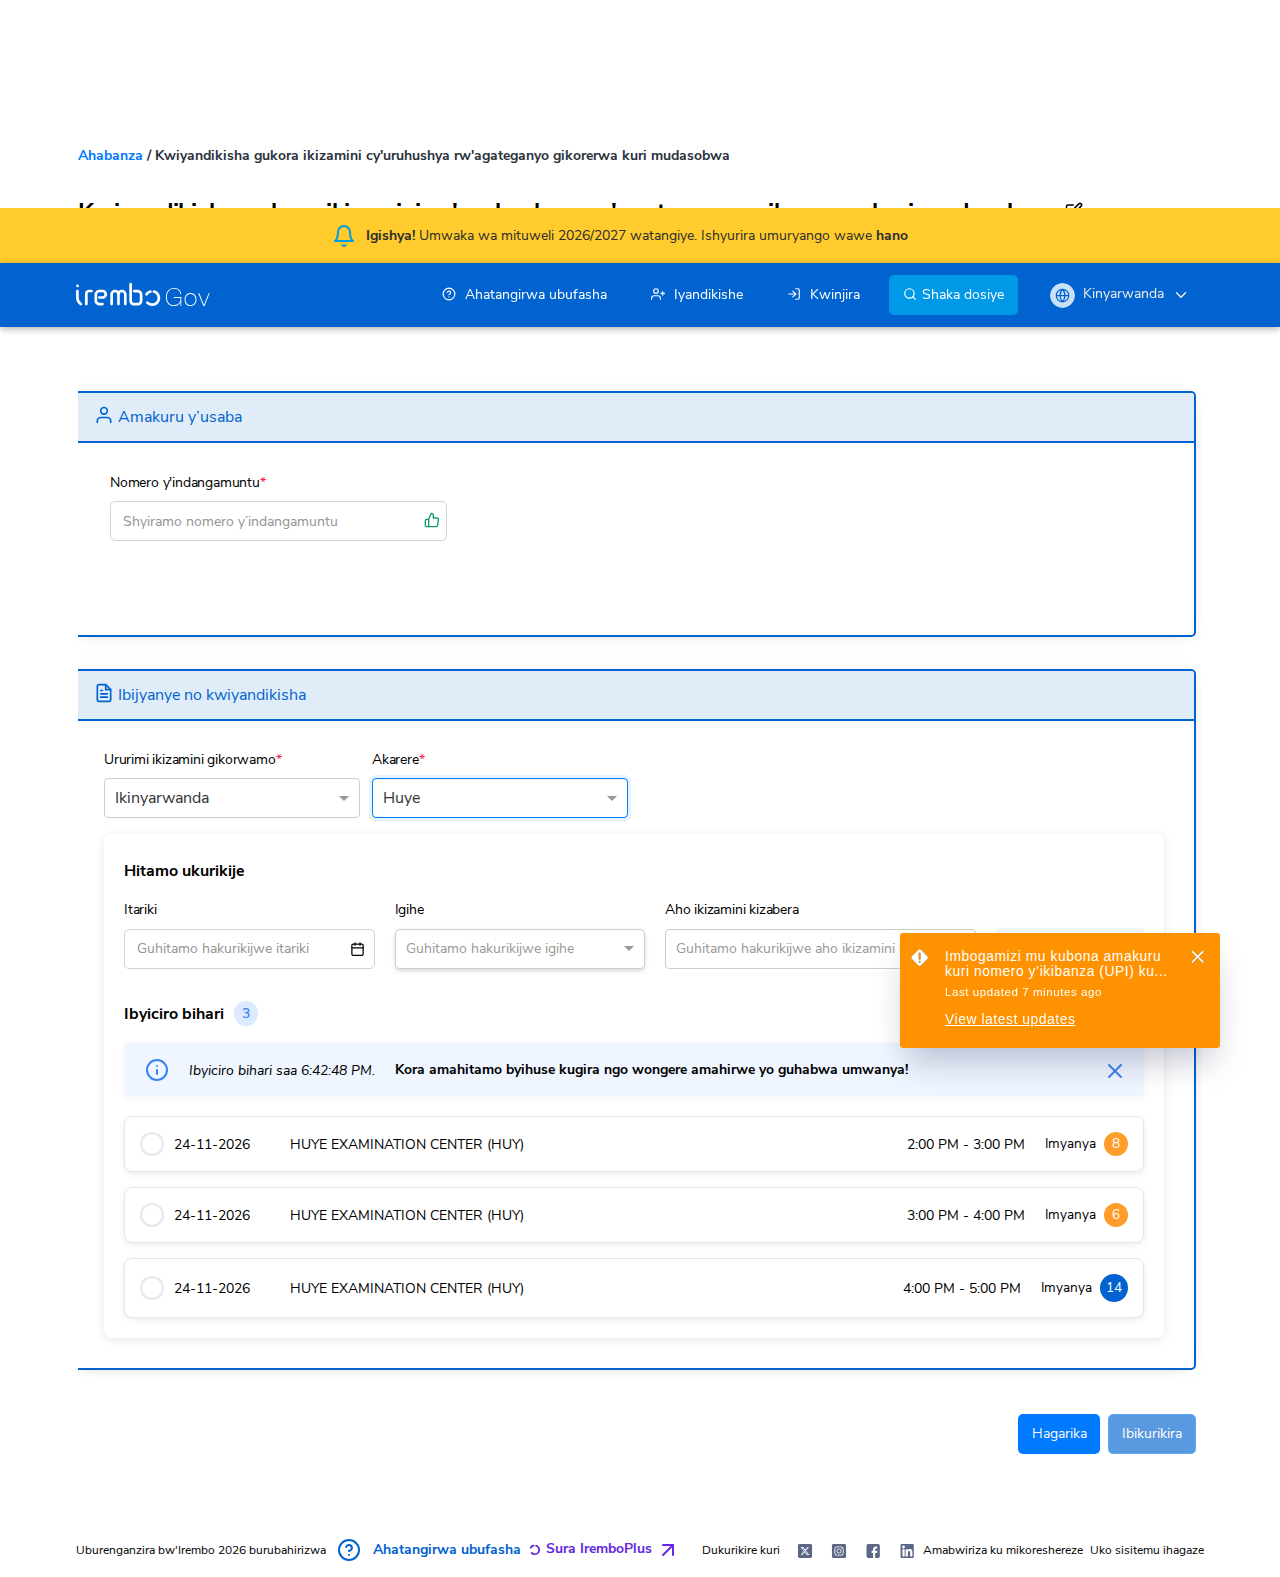 Ahabanza / Kwiyandikisha gukora ikizamini cy'uruhushya rw'agateganyo gikorerwa kuri mudasobwa
Igishya! Umwaka wa mituweli 2026/2027 watangiye. Ishyurira umuryango wawe hano
irembo Gov
Ahatangirwa ubufasha
Iyandikishe
Kwinjira
Shaka dosiye
Kinyarwanda
Amakuru y’usaba
Nomero y'indangamuntu*
Shyiramo nomero y’indangamuntu
Ibijyanye no kwiyandikisha
Ururimi ikizamini gikorwamo* Akarere*
Ikinyarwanda Huye
Hitamo ukurikije
Itariki Igihe Aho ikizamini kizabera
Guhitamo hakurikijwe itariki Guhitamo hakurikijwe igihe Guhitamo hakurikijwe aho ikizamini
Imbogamizi mu kubona amakuru
kuri nomero y’ikibanza (UPI) ku...
Last updated 7 minutes ago
View latest updates
Ibyiciro bihari 3
Ibyiciro bihari saa 6:42:48 PM. Kora amahitamo byihuse kugira ngo wongere amahirwe yo guhabwa umwanya!
24-11-2026 HUYE EXAMINATION CENTER (HUY) 2:00 PM - 3:00 PM Imyanya 8
24-11-2026 HUYE EXAMINATION CENTER (HUY) 3:00 PM - 4:00 PM Imyanya 6
24-11-2026 HUYE EXAMINATION CENTER (HUY) 4:00 PM - 5:00 PM Imyanya 14
Hagarika Ibikurikira
Uburenganzira bw'Irembo 2026 burubahirizwa Ahatangirwa ubufasha Sura IremboPlus Dukurikire kuri Amabwiriza ku mikoreshereze Uko sisitemu ihagaze